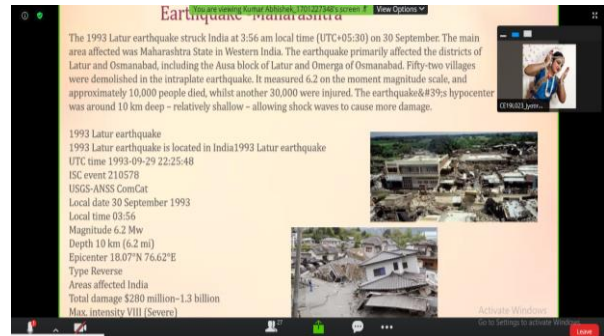 You are viewing Kumar Abhishek_1701227348's screen
View Options
Earthquake -Maharashtra
The 1993 Latur earthquake struck India at 3:56 am local time (UTC+05:30) on 30 September. The main
area affected was Maharashtra State in Western India. The earthquake primarily affected the districts of
Latur and Osmanabad, including the Ausa block of Latur and Omerga of Osmanabad. Fifty-two villages
were demolished in the intraplate earthquake. It measured 6.2 on the moment magnitude scale, and
approximately 10,000 people died, whilst another 30,000 were injured. The earthquake&#39;s hypocenter
was around 10 km deep – relatively shallow – allowing shock waves to cause more damage.
1993 Latur earthquake
1993 Latur earthquake is located in India1993 Latur earthquake
UTC time 1993-09-29 22:25:48
ISC event 210578
USGS-ANSS ComCat
Local date 30 September 1993
Local time 03:56
Magnitude 6.2 Mw
Depth 10 km (6.2 mi)
Epicenter 18.07°N 76.62°E
Type Reverse
Areas affected India
Total damage $280 million–1.3 billion
Max. intensity VIII (Severe)
Activate Windows
Go to Settings to activate Windows.
27
Leave